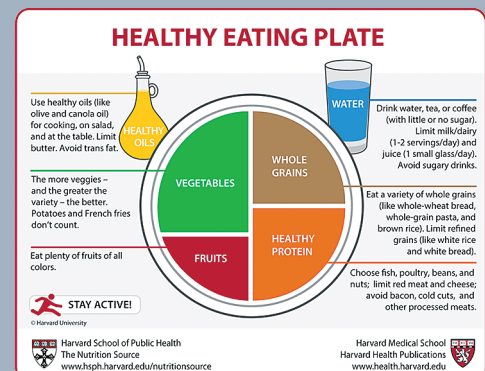 HEALTHY EATING PLATE
Use healthy oils (like
olive and canola oil)
for cooking, on salad,
and at the table. Limit
butter. Avoid trans fat.
HEALTHY
OILS
The more veggies –
and the greater the
variety – the better.
Potatoes and French fries
don't count.
Eat plenty of fruits of all
colors.
VEGETABLES
FRUITS
WHOLE
GRAINS
HEALTHY
PROTEIN
WATER
Drink water, tea, or coffee
(with little or no sugar).
Limit milk/dairy
(1-2 servings/day) and
juice (1 small glass/day).
Avoid sugary drinks.
Eat a variety of whole grains
(like whole-wheat bread,
whole-grain pasta, and
brown rice). Limit refined
grains (like white rice
and white bread).
Choose fish, poultry, beans, and
nuts; limit red meat and cheese;
avoid bacon, cold cuts, and
other processed meats.
STAY ACTIVE!
© Harvard University
Harvard School of Public Health
The Nutrition Source
www.hsph.harvard.edu/nutritionsource
Harvard Medical School
Harvard Health Publications
www.health.harvard.edu